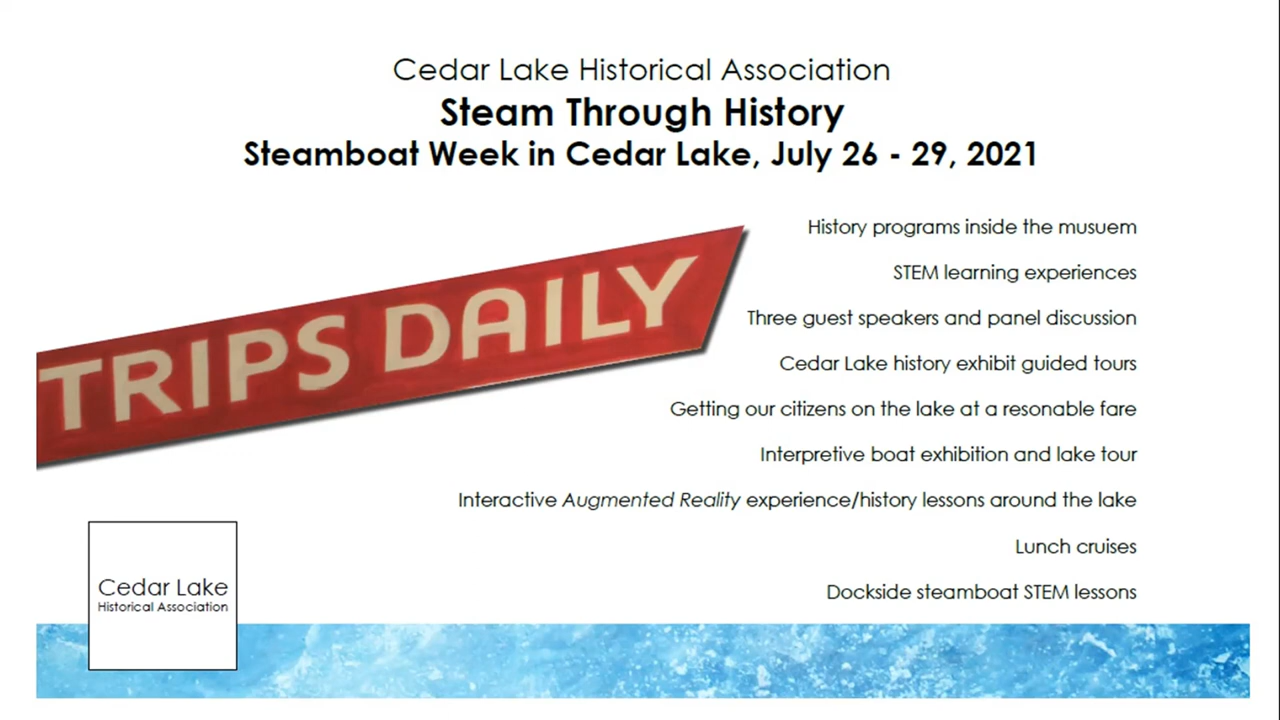 Cedar Lake Historical Association
Steam Through History
Steamboat Week in Cedar Lake, July 26 - 29, 2021
History programs inside the musuem
STEM learning experiences
Three guest speakers and panel discussion
Cedar Lake history exhibit guided tours
Getting our citizens on the lake at a resonable fare
Interpretive boat exhibition and lake tour
Interactive Augmented Reality experience/history lessons around the lake
Lunch cruises
Dockside steamboat STEM lessons
TRIPS DAILY
Cedar Lake
Historical Association